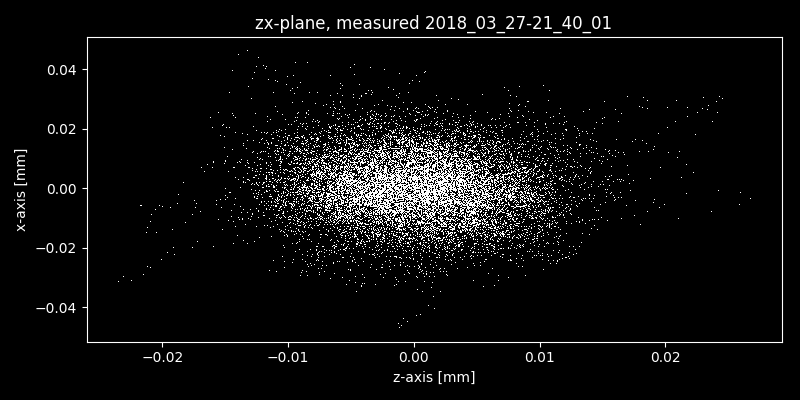 zx-plane, measured 2018_03_27-21_40_01
0.04
0.02
0.00
−0.02
−0.04
x-axis [mm]
−0.02 −0.01 0.00 0.01 0.02
z-axis [mm]